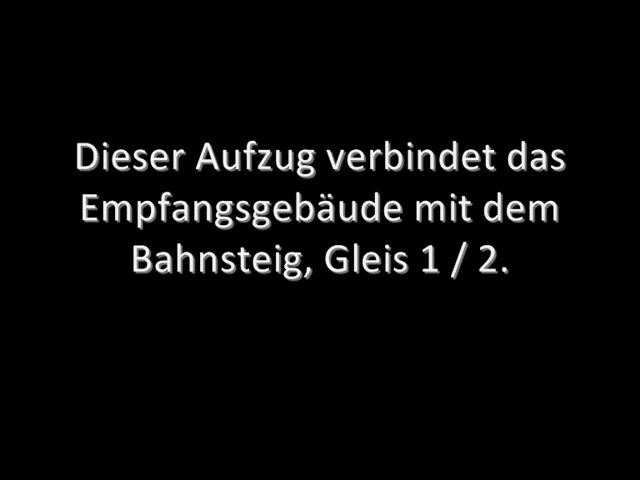 Dieser Aufzug verbindet das
Empfangsgebäude mit dem
Bahnsteig, Gleis 1 / 2.